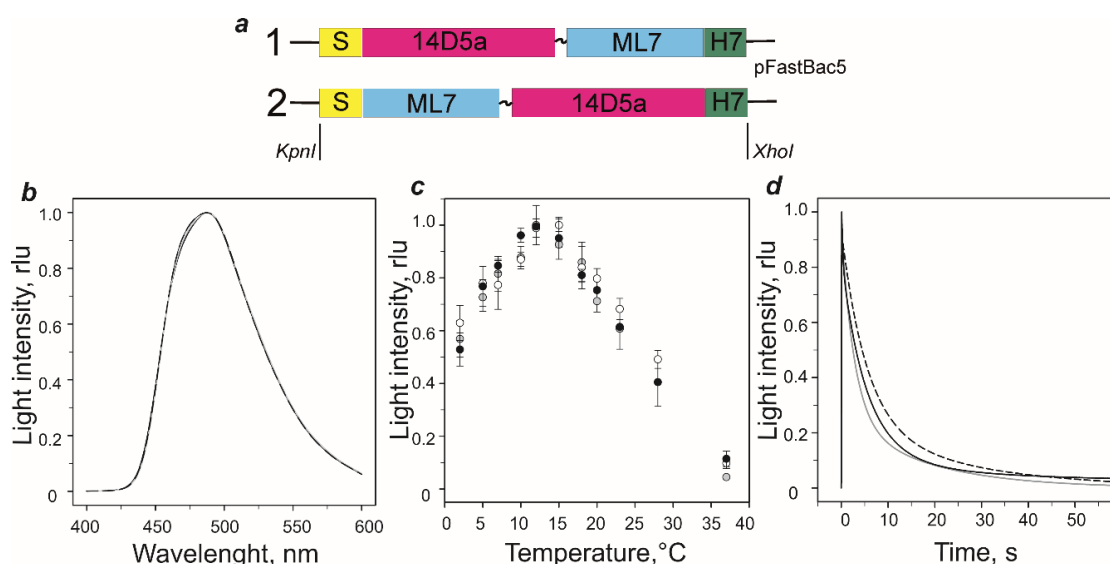 a
1 S 14D5a ML7 H7
pFastBac5
2 S ML7 14D5a H7
KpnI XhoI
b
Light intensity, rlu
1.0
0.8
0.6
0.4
0.2
0
400 450 500 550 600
Wavelenght, nm
c
Light intensity, rlu
1.0
0.8
0.6
0.4
0.2
0
0 5 10 15 20 25 30 35 40
Temperature,°C
d
Light intensity, rlu
1.0
0.8
0.6
0.4
0.2
0
0 10 20 30 40 50
Time, s